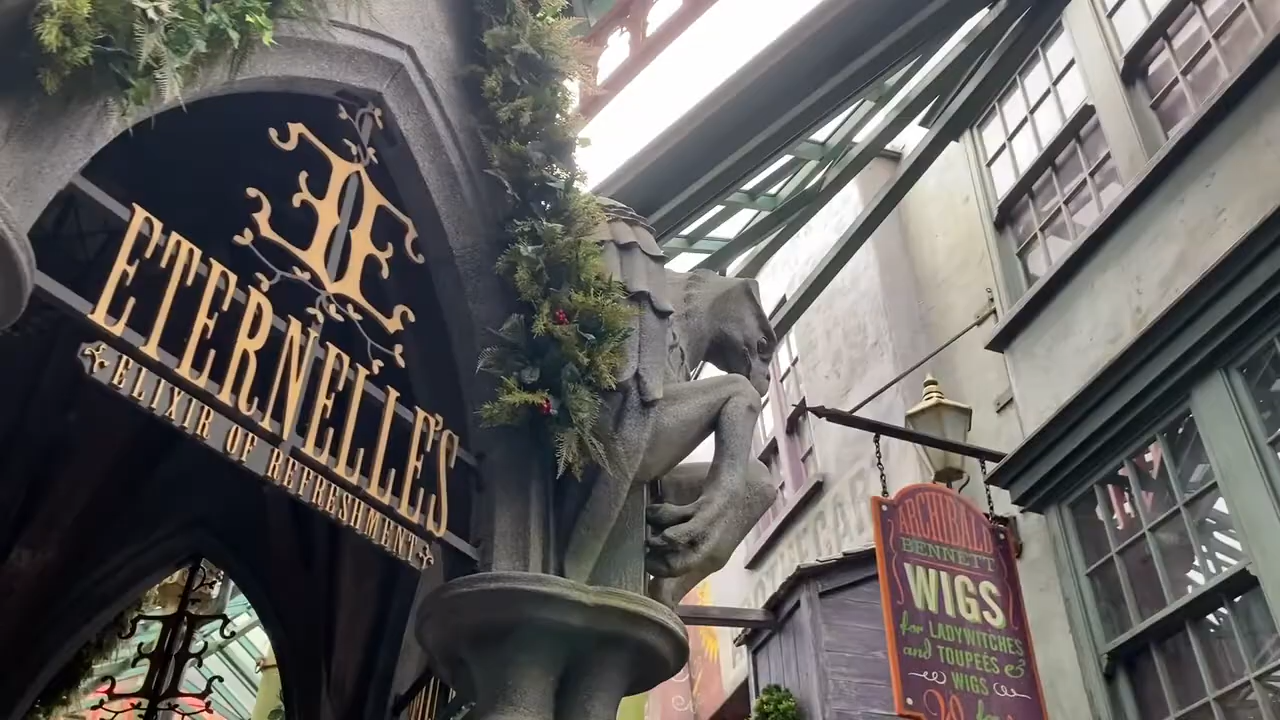 ETERNELLE'S
ELIXIR OF REFRESHMENT
ARCHIBALD
BENNETT
WIGS
for LADYWITCHES
and TOUPÉES &
WIGS